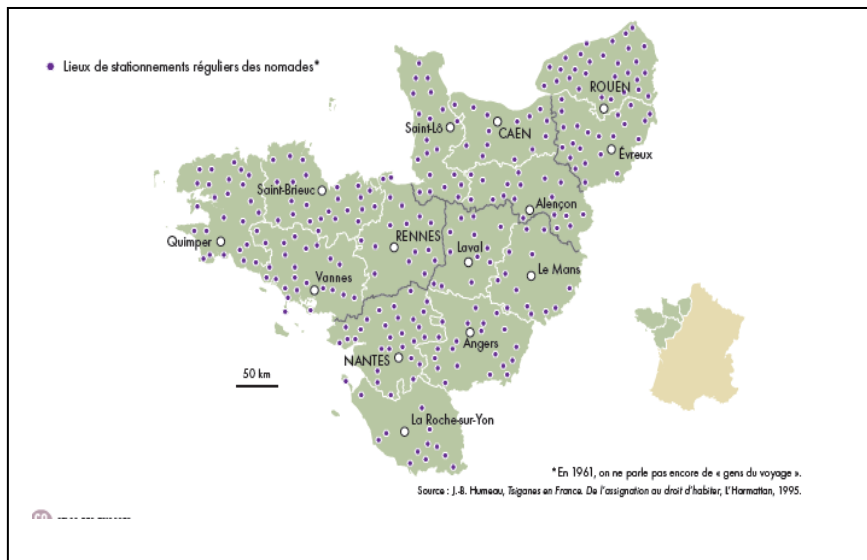 Lieux de stationnements réguliers des nomades*
ROUEN
Saint-Lô
CAEN
Évreux
Saint-Brieuc
Alençon
Quimper
RENNES
Laval
Le Mans
Vannes
Angers
NANTES
50 km
La Roche-sur-Yon
*En 1961, on ne parle pas encore de « gens du voyage ».
Source : J.-B. Humeau, Tsiganes en France. De l'assignation au droit d'habiter, L'Harmattan, 1995.